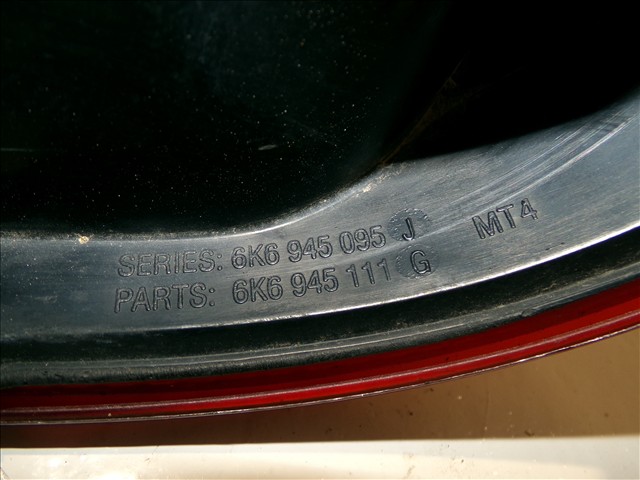 SERIES: 6K6 945 095 J MT4
PARTS: 6K6 945 111 G